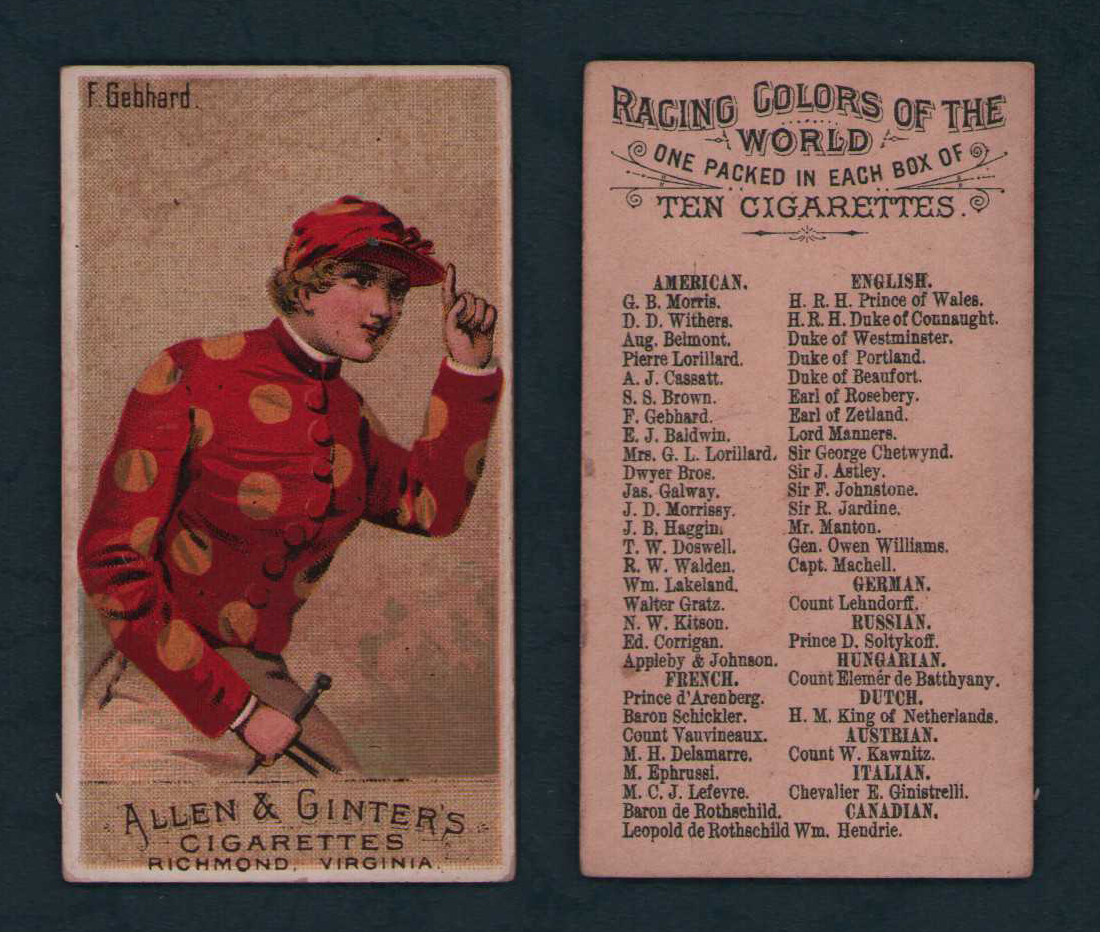 F. Gebhard.
ALLEN & GINTER'S
CIGARETTES
RICHMOND, VIRGINIA.
RACING COLORS OF THE
WORLD
ONE PACKED IN EACH BOX OF
TEN CIGARETTES.
AMERICAN.
G. B. Morris.
D. D. Withers.
Aug. Belmont.
Pierre Lorillard.
A. J. Cassatt.
S. S. Brown.
F. Gebhard.
E. J. Baldwin.
Mrs. G. L. Lorillard.
Dwyer Bros.
Jas. Galway.
J. D. Morrissy.
J. B. Haggin.
T. W. Doswell.
R. W. Walden.
Wm. Lakeland.
Walter Gratz.
N. W. Kitson.
Ed. Corrigan.
Appleby & Johnson.
FRENCH.
Prince d'Arenberg.
Baron Schickler.
Count Vauvineaux.
M. H. Delamarre.
M. Ephrussi.
M. C. J. Lefevre.
Baron de Rothschild.
Leopold de Rothschild
ENGLISH.
H. R. H. Prince of Wales.
H. R. H. Duke of Connaught.
Duke of Westminster.
Duke of Portland.
Duke of Beaufort.
Earl of Rosebery.
Earl of Zetland.
Lord Manners.
Sir George Chetwynd.
Sir J. Astley.
Sir F. Johnstone.
Sir R. Jardine.
Mr. Manton.
Gen. Owen Williams.
Capt. Machell.
GERMAN.
Count Lehndorff.
RUSSIAN.
Prince D. Soltykoff.
HUNGARIAN.
Count Elemér de Batthyany.
DUTCH.
H. M. King of Netherlands.
AUSTRIAN.
Count W. Kawnitz.
ITALIAN.
Chevalier E. Ginistrelli.
CANADIAN.
Wm. Hendrie.